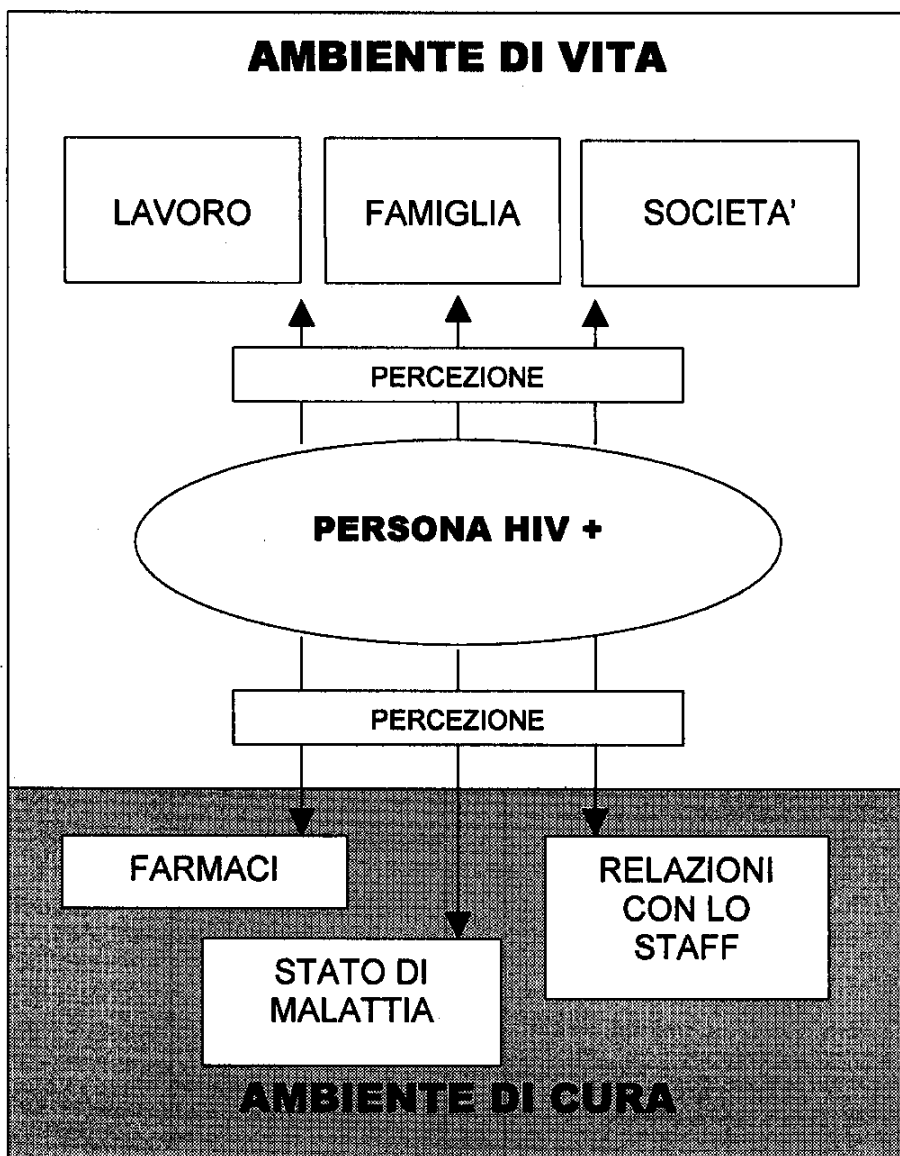 AMBIENTE DI VITA
LAVORO
FAMIGLIA
SOCIETA'
PERCEZIONE
PERSONA HIV +
PERCEZIONE
FARMACI
RELAZIONI
CON LO
STAFF
STATO DI
MALATTIA
AMBIENTE DI CURA